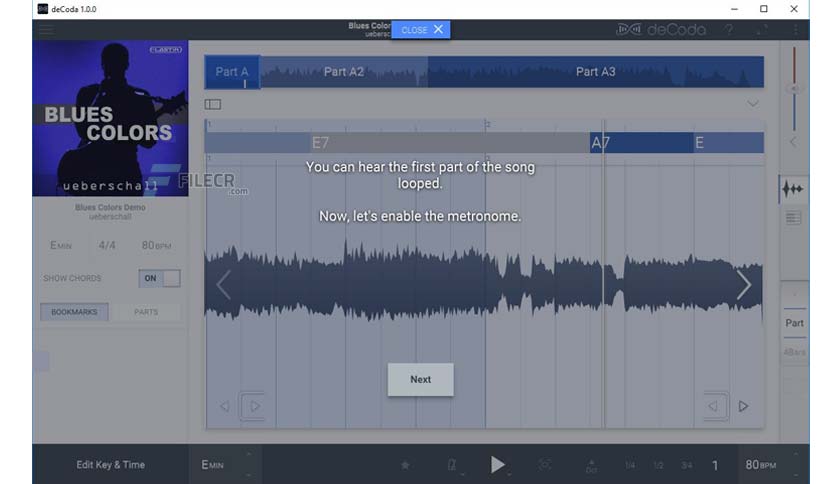 deCoda 1.0.0
Blues Colors
uebersc
CLOSE
deCoda
?
ELASTIK
BLUES
COLORS
ueberschall
FILECR
.com
Part A
Part A2
Part A3
1
2
E7
A7
E
1
You can hear the first part of the song
looped.
Now, let's enable the metronome.
Blues Colors Demo
ueberschall
EMIN
4/4
80BPM
SHOW CHORDS
ON
BOOKMARKS
PARTS
Part
4Bars
Next
Edit Key & Time
EMIN
Oct
1/4
1/2
3/4
1
80BPM